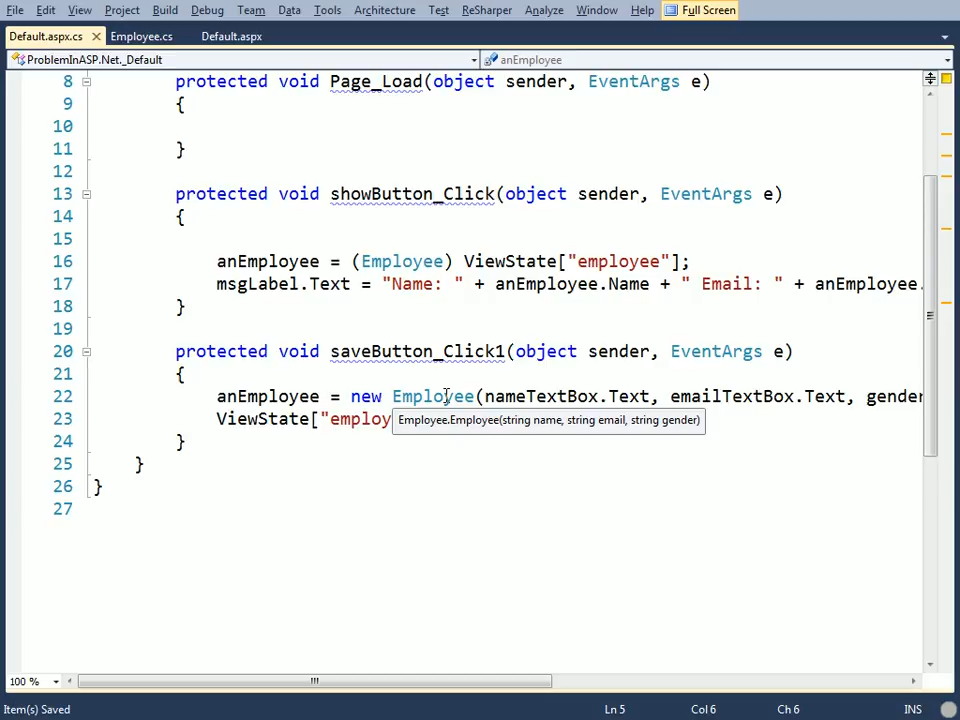 File Edit View Project Build Debug Team Data Tools Architecture Test ReSharper Analyze Window Help Full Screen
Default.aspx.cs Employee.cs Default.aspx
ProblemInASP.Net._Default anEmployee
8 protected void Page_Load(object sender, EventArgs e)
9 {
10
11 }
12
13 protected void showButton_Click(object sender, EventArgs e)
14 {
15
16 anEmployee = (Employee) ViewState["employee"];
17 msgLabel.Text = "Name: " + anEmployee.Name + " Email: " + anEmployee.
18 }
19
20 protected void saveButton_Click1(object sender, EventArgs e)
21 {
22 anEmployee = new Employee(nameTextBox.Text, emailTextBox.Text, gender
23 ViewState["employ
Employee.Employee(string name, string email, string gender)
24 }
25 }
26 }
27
100 %
Item(s) Saved Ln 5 Col 6 Ch 6 INS